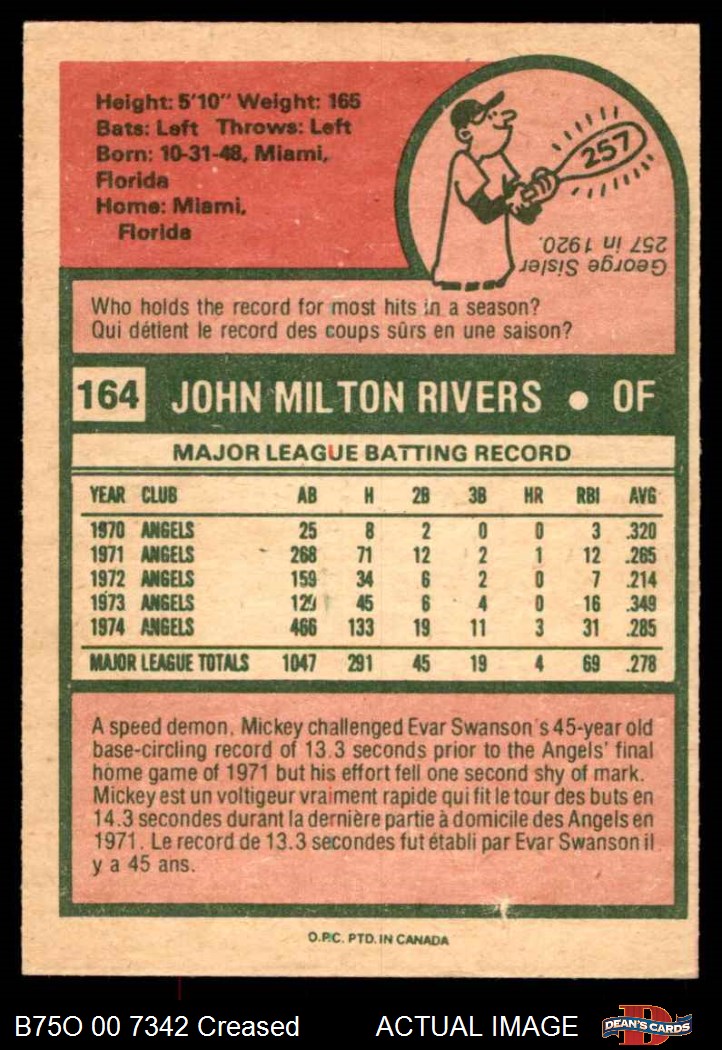 Height: 5'10" Weight: 165
Bats: Left Throws: Left
Born: 10-31-48, Miami,
Florida
Home: Miami,
Florida
257
George Sisler
257 in 1920.
Who holds the record for most hits in a season?
Qui détient le record des coups sûrs en une saison?
164 JOHN MILTON RIVERS • OF
MAJOR LEAGUE BATTING RECORD
YEAR CLUB AB H 2B 3B HR RBI AVG
1970 ANGELS 25 8 2 0 0 3 .320
1971 ANGELS 268 71 12 2 1 12 .265
1972 ANGELS 159 34 6 2 0 7 .214
1973 ANGELS 129 45 6 4 0 16 .349
1974 ANGELS 466 133 19 11 3 31 .285
MAJOR LEAGUE TOTALS 1047 291 45 19 4 69 .278
A speed demon, Mickey challenged Evar Swanson's 45-year old
base-circling record of 13.3 seconds prior to the Angels' final
home game of 1971 but his effort fell one second shy of mark.
Mickey est un voltigeur vraiment rapide qui fit le tour des buts en
14.3 secondes durant la dernière partie à domicile des Angels en
1971. Le record de 13.3 secondes fut établi par Evar Swanson il
y a 45 ans.
O.P.C. PTD. IN CANADA
B75O 00 7342 Creased ACTUAL IMAGE
DEAN'S CARDS